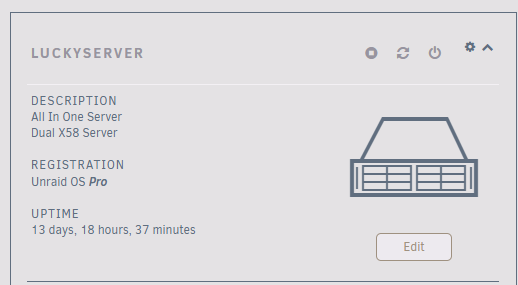 LUCKYSERVER
DESCRIPTION
All In One Server
Dual X58 Server
REGISTRATION
Unraid OS Pro
UPTIME
13 days, 18 hours, 37 minutes
Edit